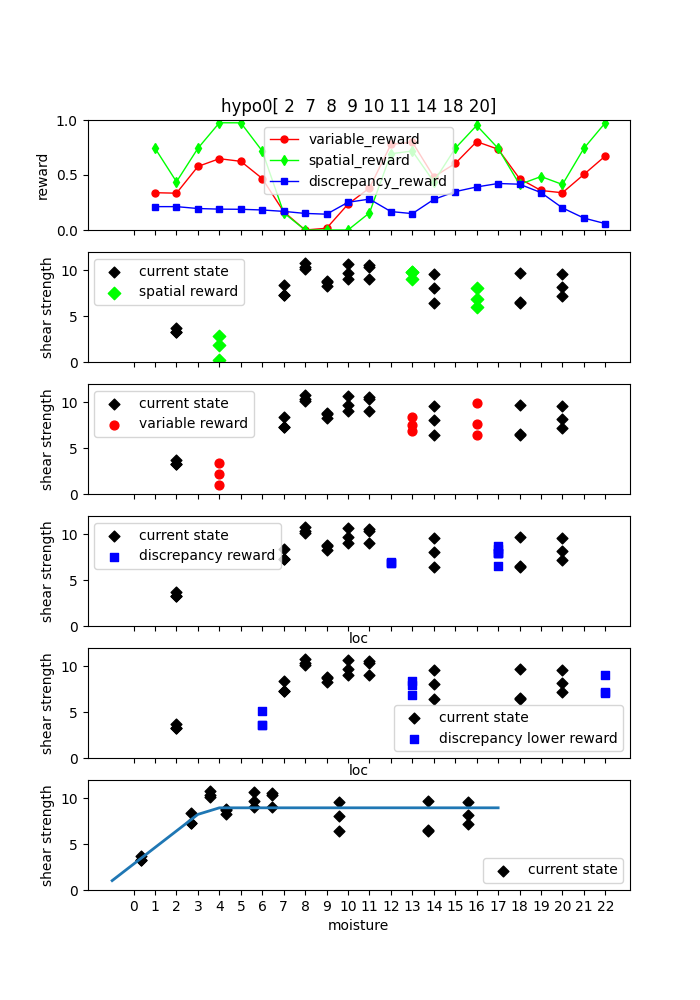 hypo0[ 2  7  8  9 10 11 14 18 20]
1.0
0.5
0.0
reward
variable_reward
spatial_reward
discrepancy_reward
10
5
0
shear strength
current state
spatial reward
10
5
0
shear strength
current state
variable reward
10
5
0
shear strength
current state
discrepancy reward
loc
10
5
0
shear strength
current state
discrepancy lower reward
loc
10
5
0
shear strength
current state
0 1 2 3 4 5 6 7 8 9 10 11 12 13 14 15 16 17 18 19 20 21 22
moisture